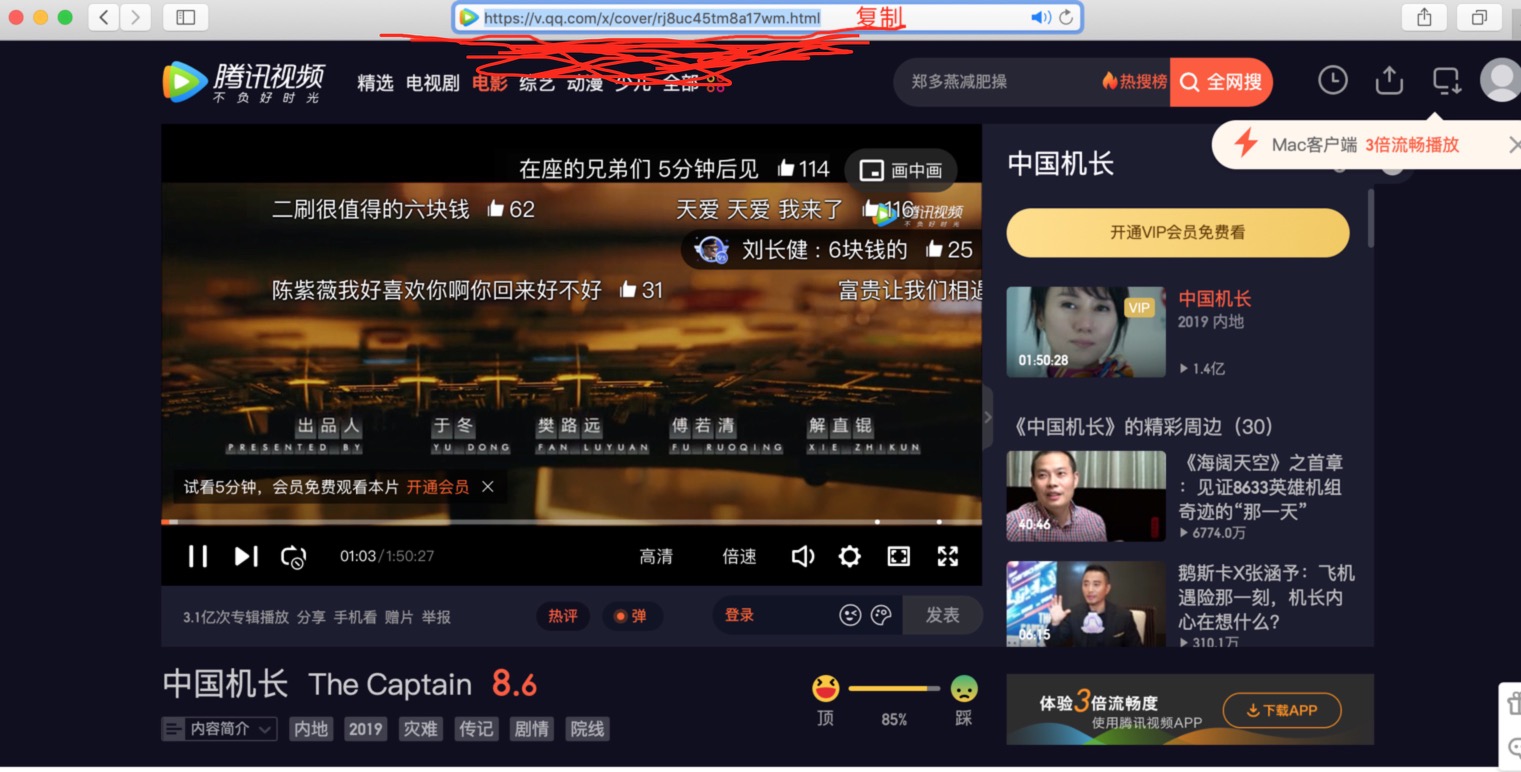 https://v.qq.com/x/cover/rj8uc45tm8a17wm.html
复制
腾讯视频
不负好时光
精选 电视剧 电影 综艺 动漫 少儿 全部
郑多燕减肥操 热搜榜 全网搜
Mac客户端 3倍流畅播放
在座的兄弟们 5分钟后见 114
画中画
二刷很值得的六块钱 62
天爱 天爱 我来了 116
腾讯视频
不负好时光
刘长健：6块钱的 25
陈紫薇我好喜欢你啊你回来好不好 31
富贵让我们相遇
出品人 于冬 樊路远 傅若清 解直锟
PRESENTED BY YU DONG FAN LUYUAN FU RUOQING XIE ZHIKUN
试看5分钟，会员免费观看本片 开通会员
01:03/1:50:27
高清 倍速
3.1亿次专辑播放 分享 手机看 赠片 举报
热评 弹 登录 发表
中国机长 The Captain 8.6
顶 85% 踩
内容简介 内地 2019 灾难 传记 剧情 院线
中国机长
开通VIP会员免费看
VIP
01:50:28
中国机长
2019 内地
1.4亿
《中国机长》的精彩周边（30）
40:46
《海阔天空》之首章
：见证8633英雄机组
奇迹的“那一天”
6774.0万
06:15
鹅斯卡X张涵予：飞机
遇险那一刻，机长内
心在想什么？
310.1万
体验3倍流畅度
使用腾讯视频APP
下载APP